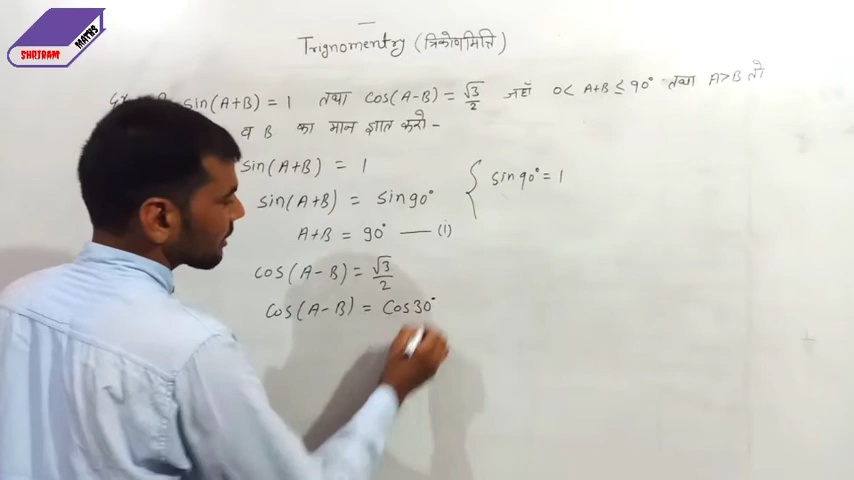 SHRIRAM
MATHS
Trignomentry (त्रिकोणमिति)
sin(A+B) = 1 तथा cos(A-B) = √3/2 जहाँ 0< A+B ≤ 90° तथा A>B तो
व B का मान ज्ञात करो -
sin(A+B) = 1
sin(A+B) = sin90°
{ sin90° = 1
A+B = 90° —— (i)
cos(A-B) = √3/2
cos(A-B) = Cos30°